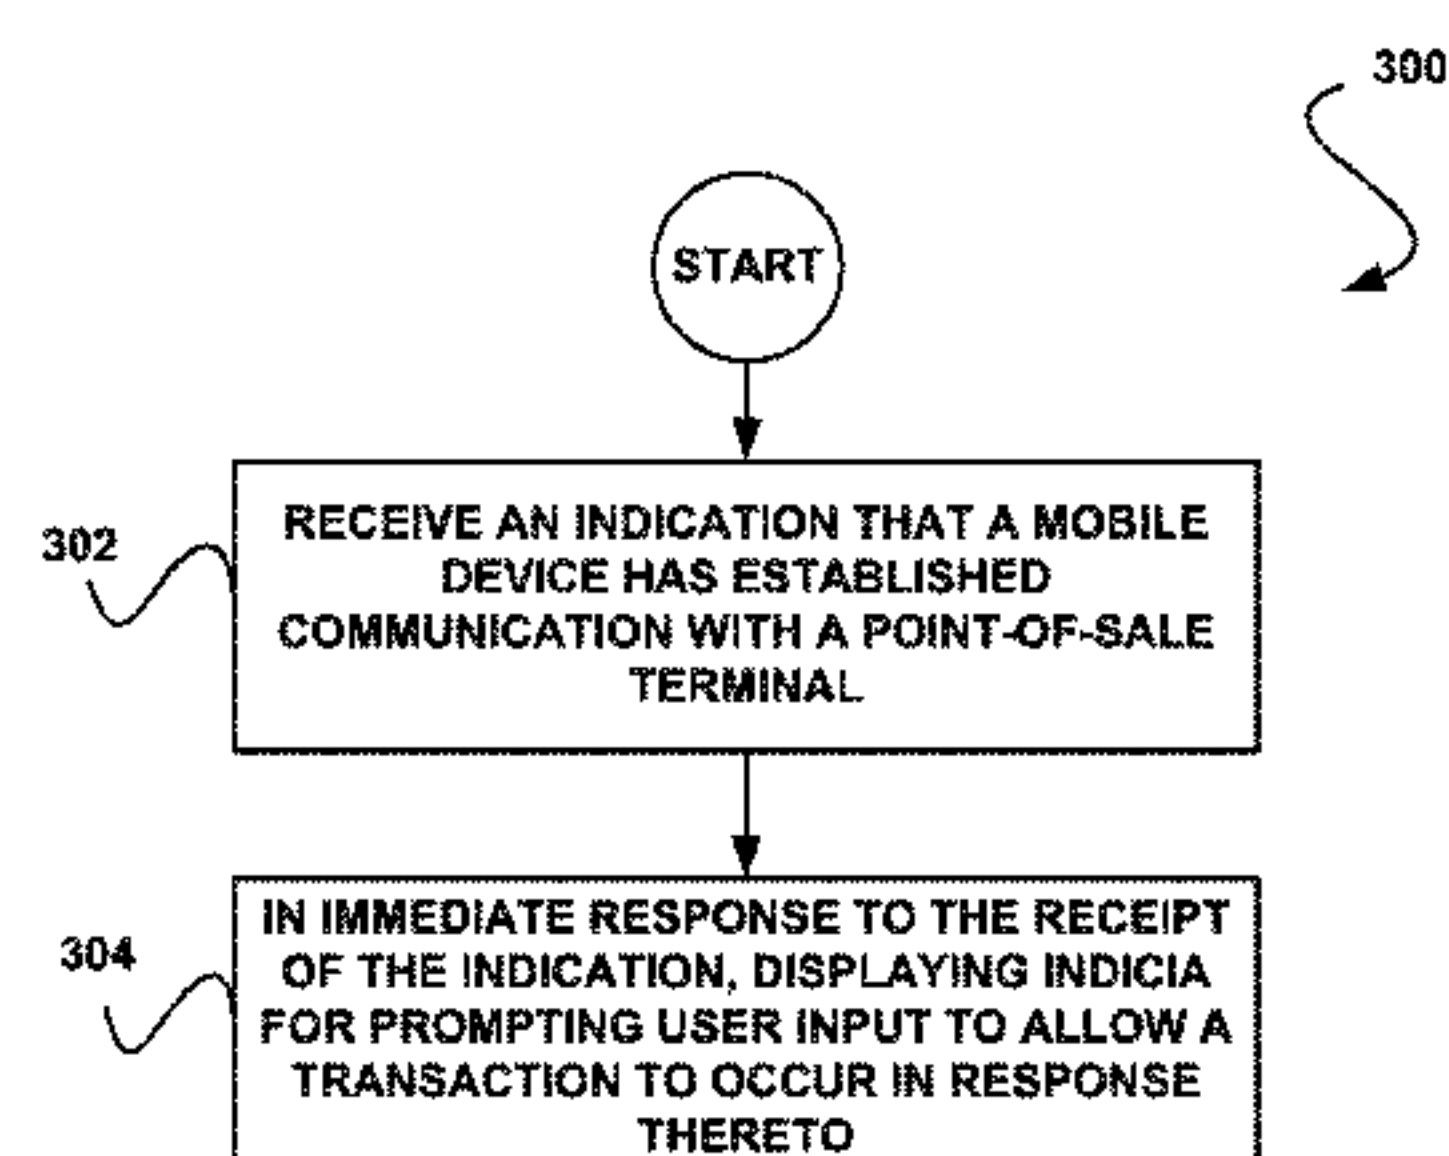 300
START
302
RECEIVE AN INDICATION THAT A MOBILE
DEVICE HAS ESTABLISHED
COMMUNICATION WITH A POINT-OF-SALE
TERMINAL
304
IN IMMEDIATE RESPONSE TO THE RECEIPT
OF THE INDICATION, DISPLAYING INDICIA
FOR PROMPTING USER INPUT TO ALLOW A
TRANSACTION TO OCCUR IN RESPONSE
THERETO